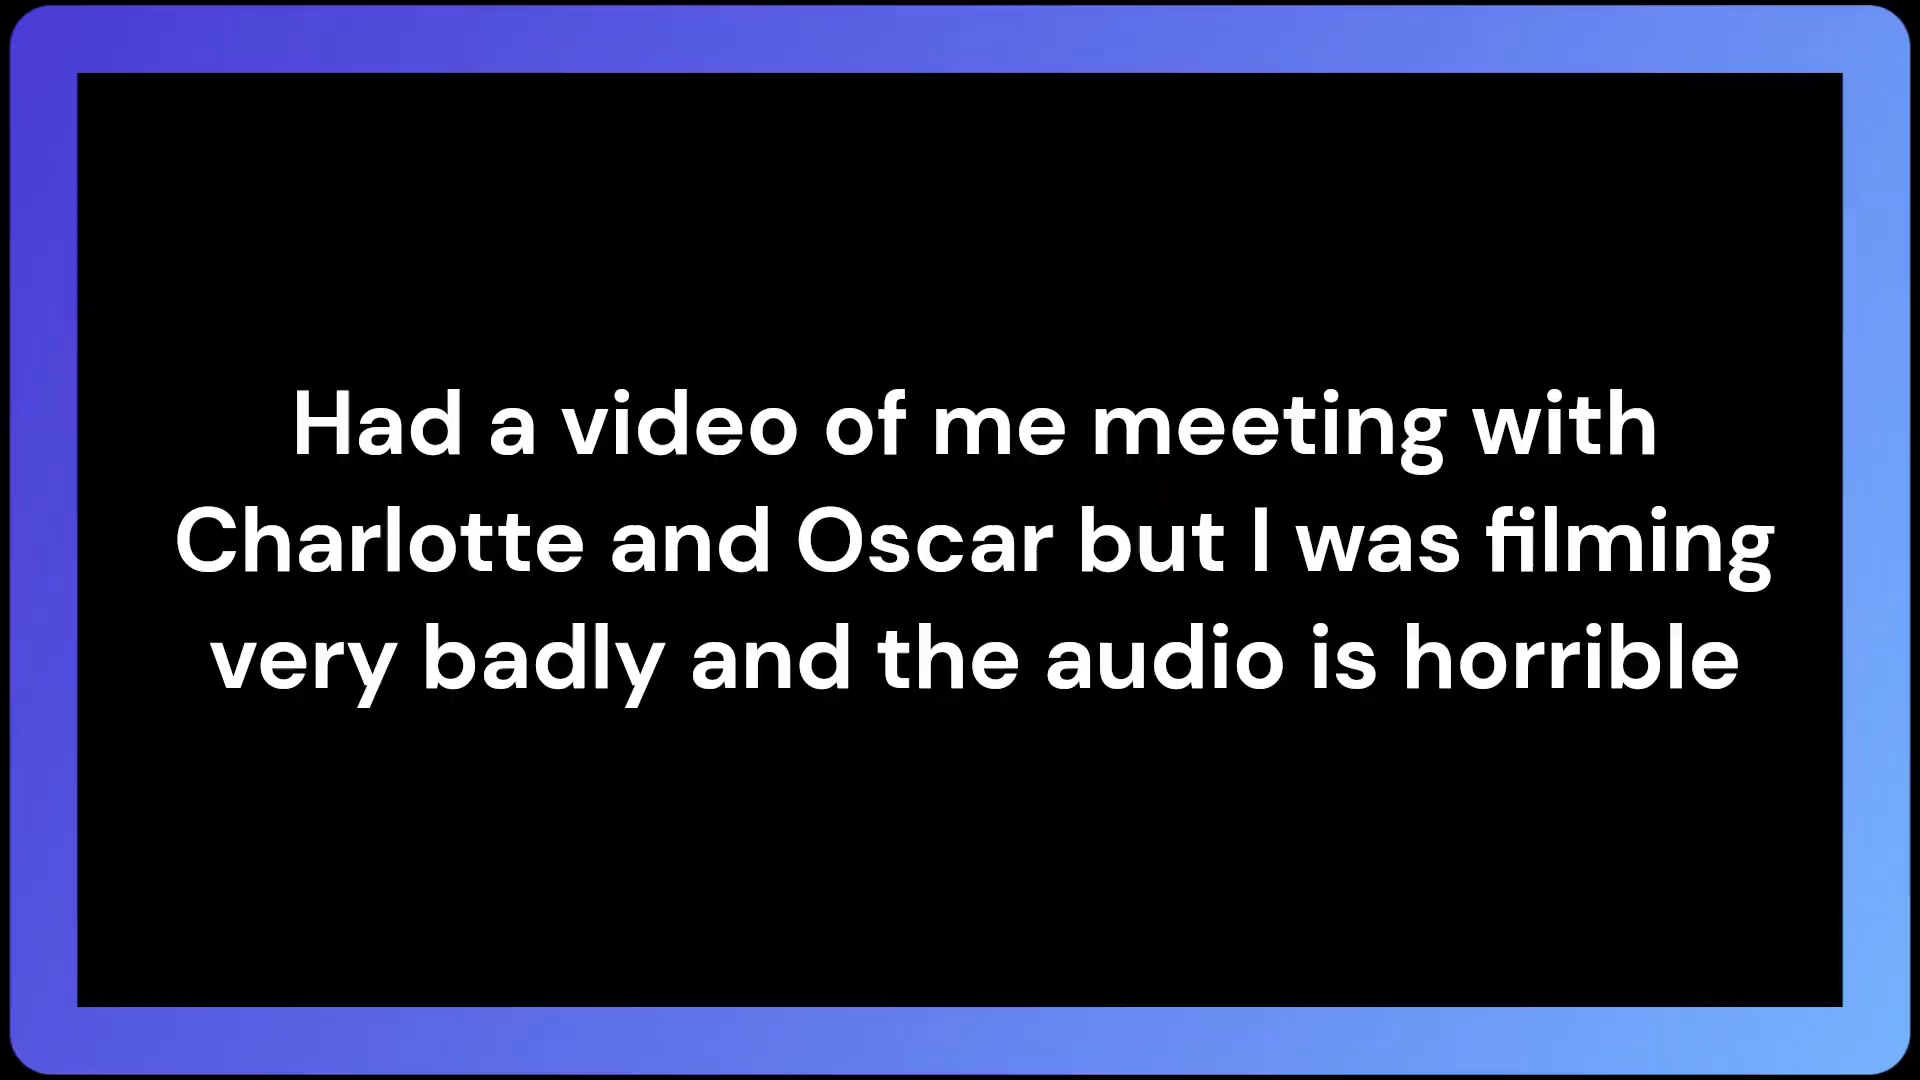 Had a video of me meeting with
Charlotte and Oscar but I was filming
very badly and the audio is horrible